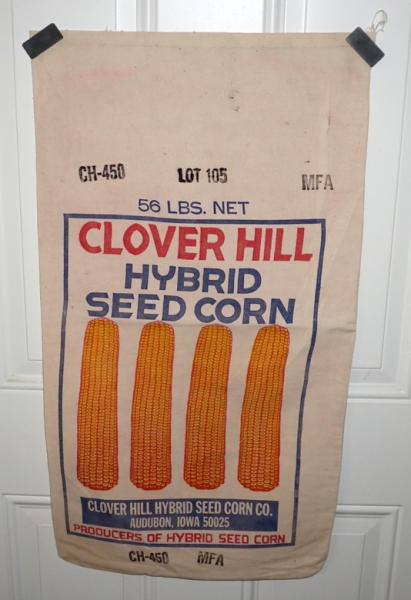 CH-450 LOT 105 MFA
56 LBS. NET
CLOVER HILL
HYBRID
SEED CORN
CLOVER HILL HYBRID SEED CORN CO.
AUDUBON, IOWA 50025
PRODUCERS OF HYBRID SEED CORN
CH-450 MFA